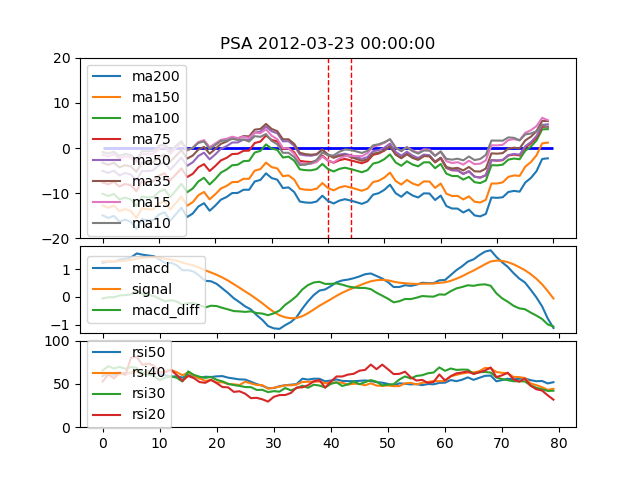 PSA 2012-03-23 00:00:00
20
10
0
−10
−20
ma200
ma150
ma100
ma75
ma50
ma35
ma15
ma10
1
0
−1
macd
signal
macd_diff
100
50
0
rsi50
rsi40
rsi30
rsi20
0 10 20 30 40 50 60 70 80